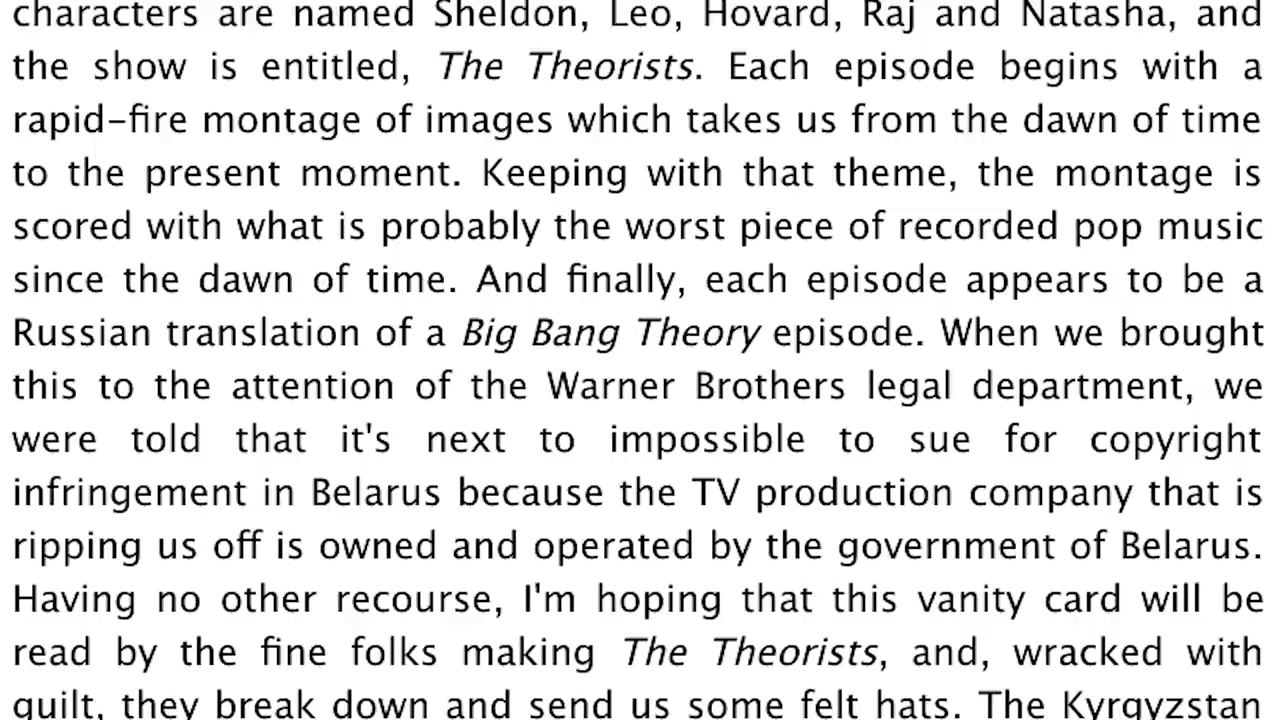 characters are named Sheldon, Leo, Hovard, Raj and Natasha, and
the show is entitled, The Theorists. Each episode begins with a
rapid-fire montage of images which takes us from the dawn of time
to the present moment. Keeping with that theme, the montage is
scored with what is probably the worst piece of recorded pop music
since the dawn of time. And finally, each episode appears to be a
Russian translation of a Big Bang Theory episode. When we brought
this to the attention of the Warner Brothers legal department, we
were told that it's next to impossible to sue for copyright
infringement in Belarus because the TV production company that is
ripping us off is owned and operated by the government of Belarus.
Having no other recourse, I'm hoping that this vanity card will be
read by the fine folks making The Theorists, and, wracked with
guilt, they break down and send us some felt hats. The Kyrgyzstan